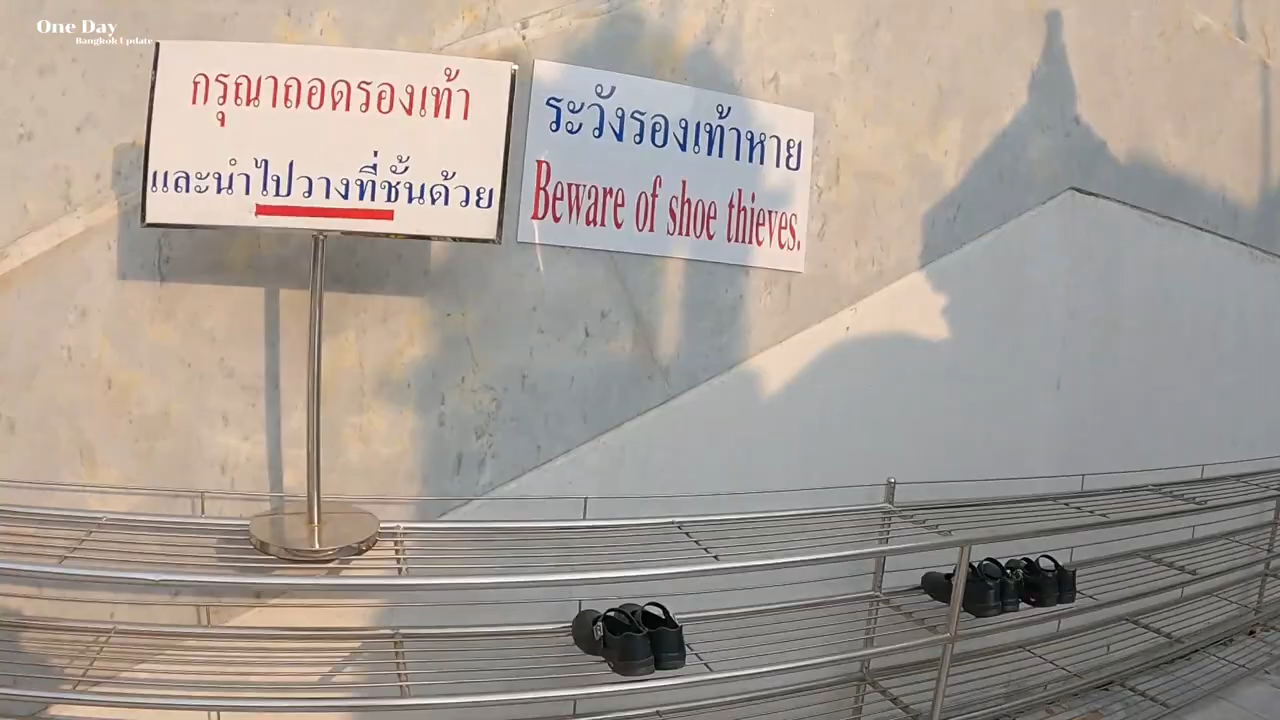 One Day
Bangkok Update
กรุณาถอดรองเท้า
และนำไปวางที่ชั้นด้วย
ระวังรองเท้าหาย
Beware of shoe thieves.